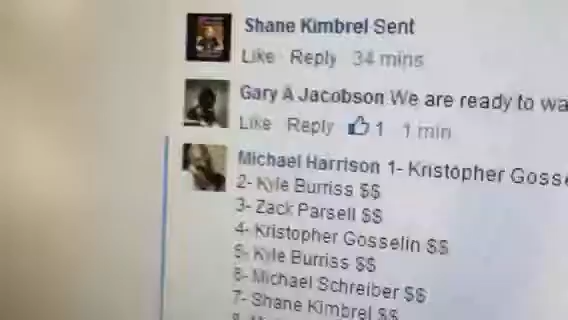 Shane Kimbrel Sent
Like Reply 34 mins
Gary A Jacobson We are ready to
Like Reply 1 1 min
Michael Harrison 1- Kristopher
2- Kyle Burriss $$
3- Zack Parsell $$
4- Kristopher Gosselin $$
5- Kyle Burriss $$
6- Michael Schreiber $$
7- Shane Kimbrel $$